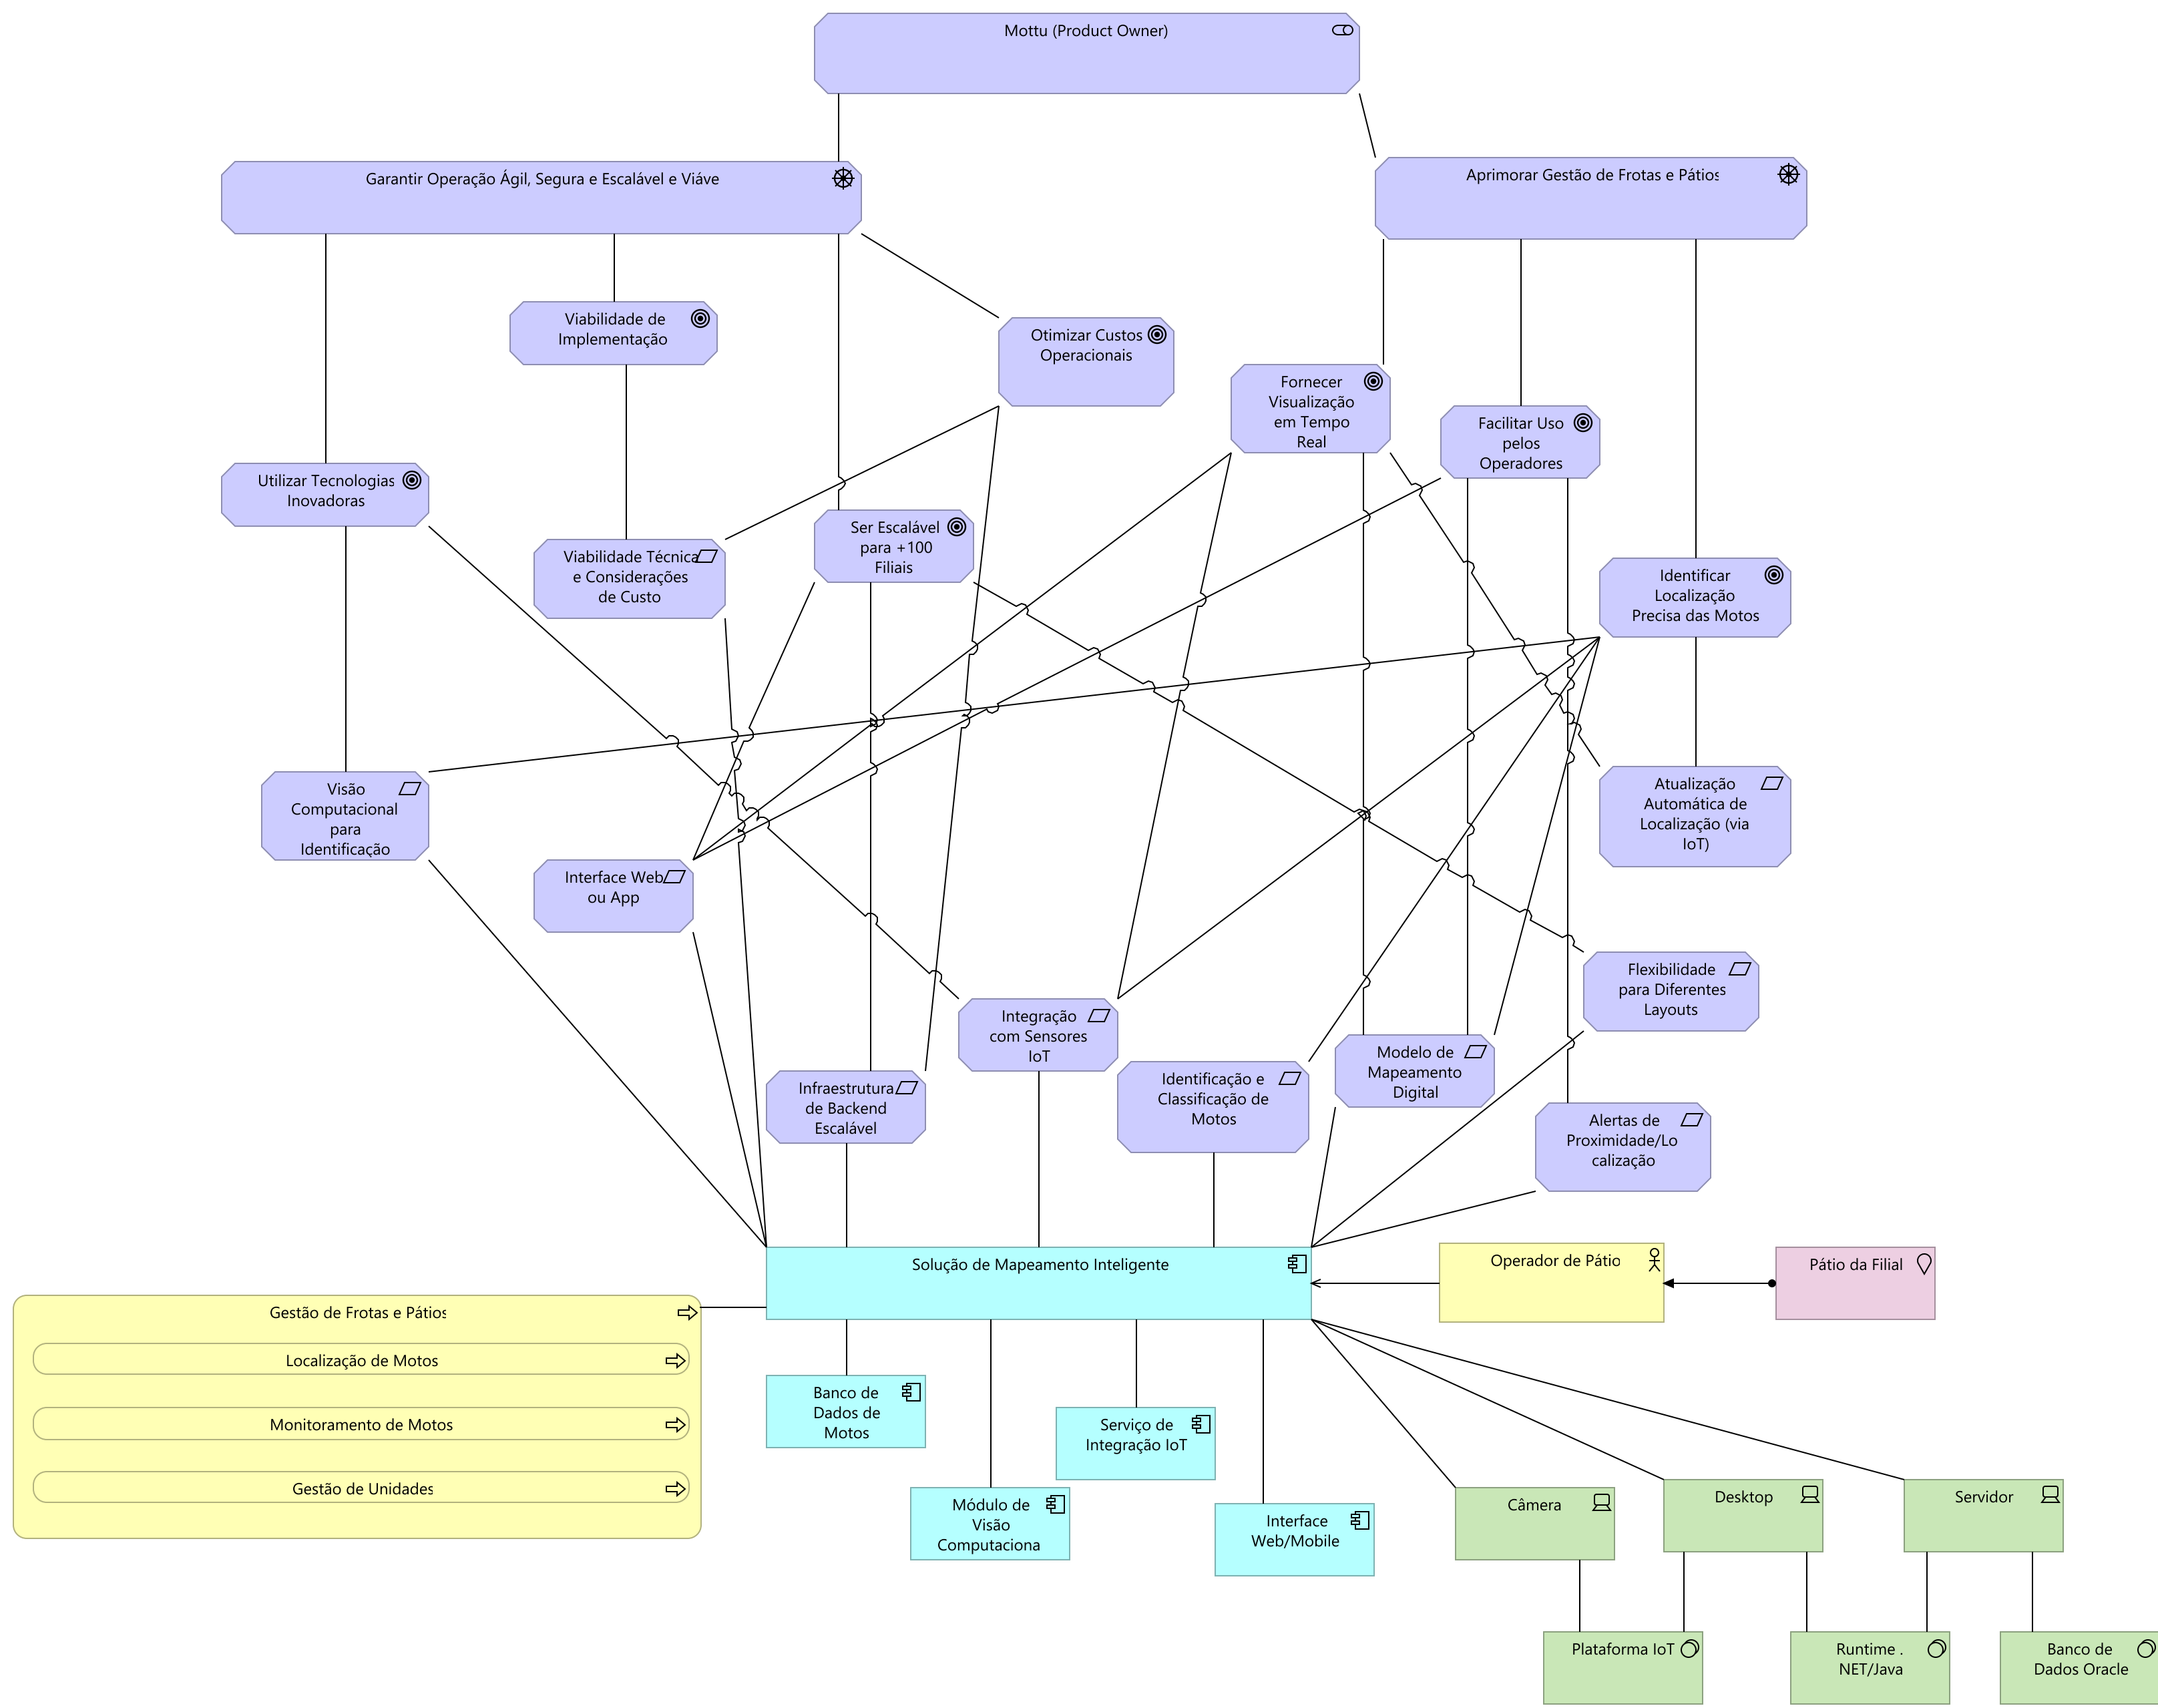 Mottu (Product Owner)
Garantir Operação Ágil, Segura e Escalável e Viáve
Aprimorar Gestão de Frotas e Pátios
Viabilidade de
Implementação
Otimizar Custos
Operacionais
Fornecer
Visualização
em Tempo
Real
Facilitar Uso
pelos
Operadores
Utilizar Tecnologias
Inovadoras
Ser Escalável
para +100
Filiais
Viabilidade Técnica
e Considerações
de Custo
Identificar
Localização
Precisa das Motos
Visão
Computacional
para
Identificação
Atualização
Automática de
Localização (via
IoT)
Interface Web
ou App
Flexibilidade
para Diferentes
Layouts
Integração
com Sensores
IoT
Modelo de
Mapeamento
Digital
Identificação e
Classificação de
Motos
Infraestrutura
de Backend
Escalável
Alertas de
Proximidade/Lo
calização
Solução de Mapeamento Inteligente
Operador de Pátio
Pátio da Filial
Gestão de Frotas e Pátios
Localização de Motos
Monitoramento de Motos
Gestão de Unidades
Banco de
Dados de
Motos
Serviço de
Integração IoT
Módulo de
Visão
Computaciona
Interface
Web/Mobile
Câmera
Desktop
Servidor
Plataforma IoT
Runtime .
NET/Java
Banco de
Dados Oracle